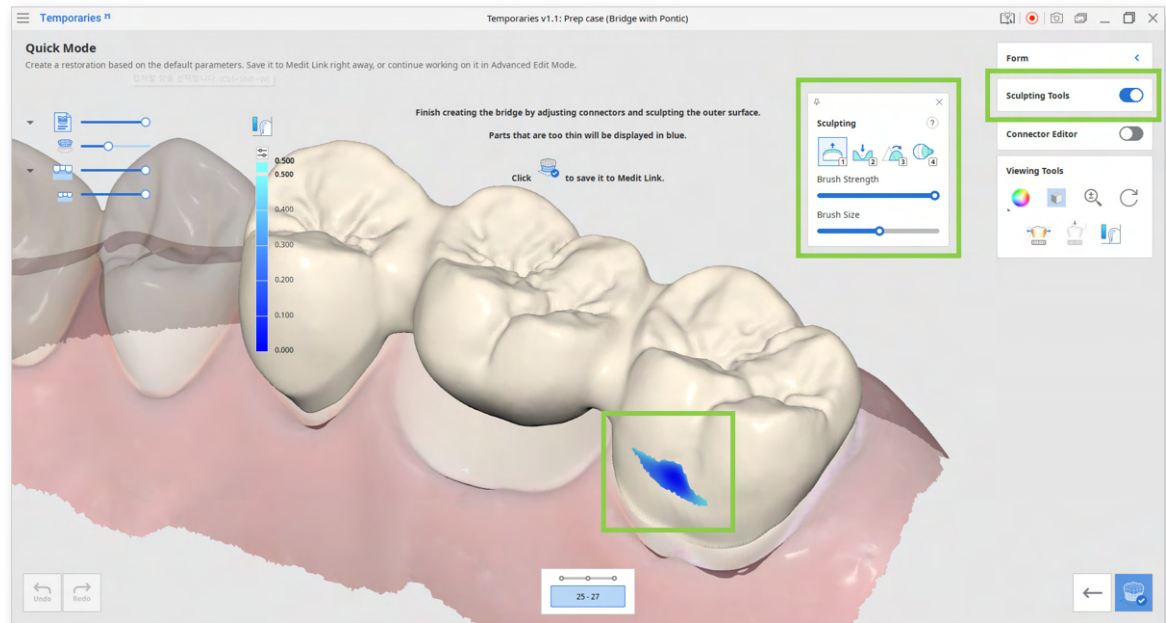 Temporaries
Temporaries v1.1: Prep case (Bridge with Pontic)
Quick Mode
Create a restoration based on the default parameters. Save it to Medit Link right away, or continue working on it in Advanced Edit Mode.
Finish creating the bridge by adjusting connectors and sculpting the outer surface.
Parts that are too thin will be displayed in blue.
Click to save it to Medit Link.
0.500
0.500
0.400
0.300
0.200
0.100
0.000
Sculpting
?
1 2 3 4
Brush Strength
Brush Size
Form
Sculpting Tools
Connector Editor
Viewing Tools
Undo Redo
25 - 27